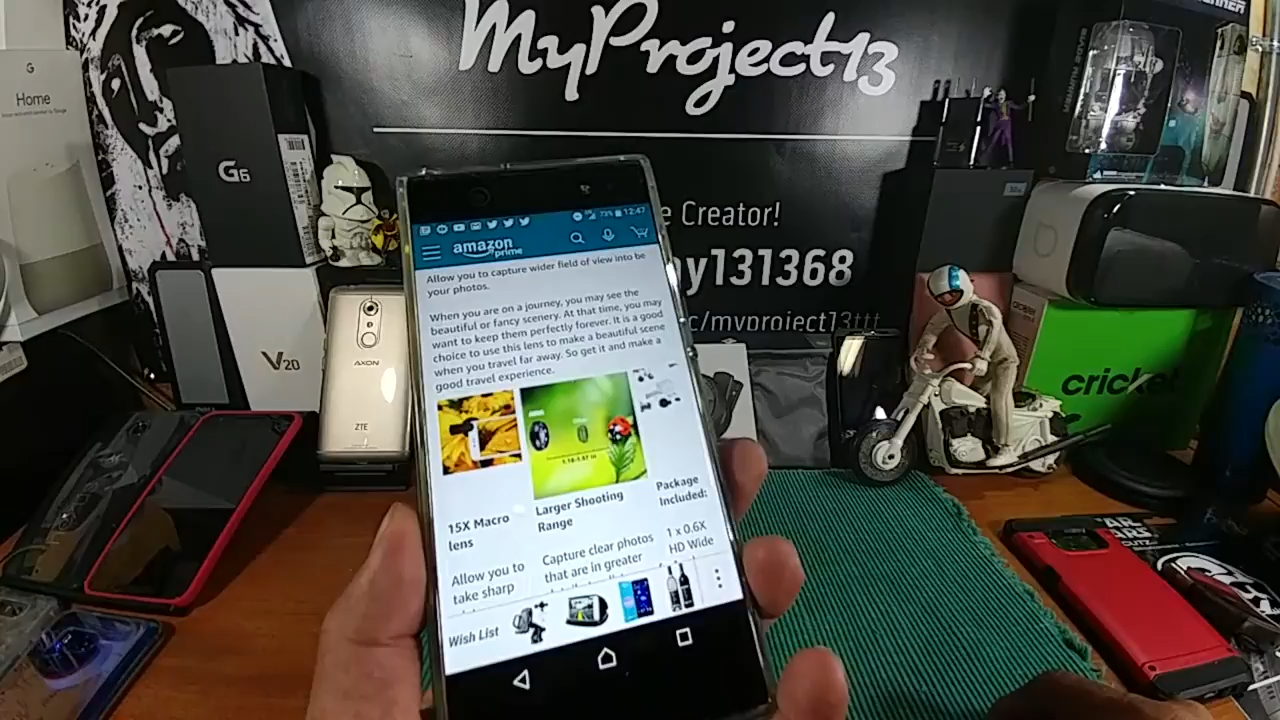 MyProject13
G
Home
G6
e Creator!
ny131368
c/myproject13ttt
V20
AXON
ZTE
cricket
73% 12:47
amazon
prime
Allow you to capture wider field of view into be
your photos.
When you are on a journey, you may see the
beautiful or fancy scenery. At that time, you may
want to keep them perfectly forever. It is a good
choice to use this lens to make a beautiful scene
when you travel far away. So get it and make a
good travel experience.
15X Macro
lens
Allow you to
take sharp
Larger Shooting
Range
Capture clear photos
that are in greater
Package
Included:
1 x 0.6X
HD Wide
Wish List